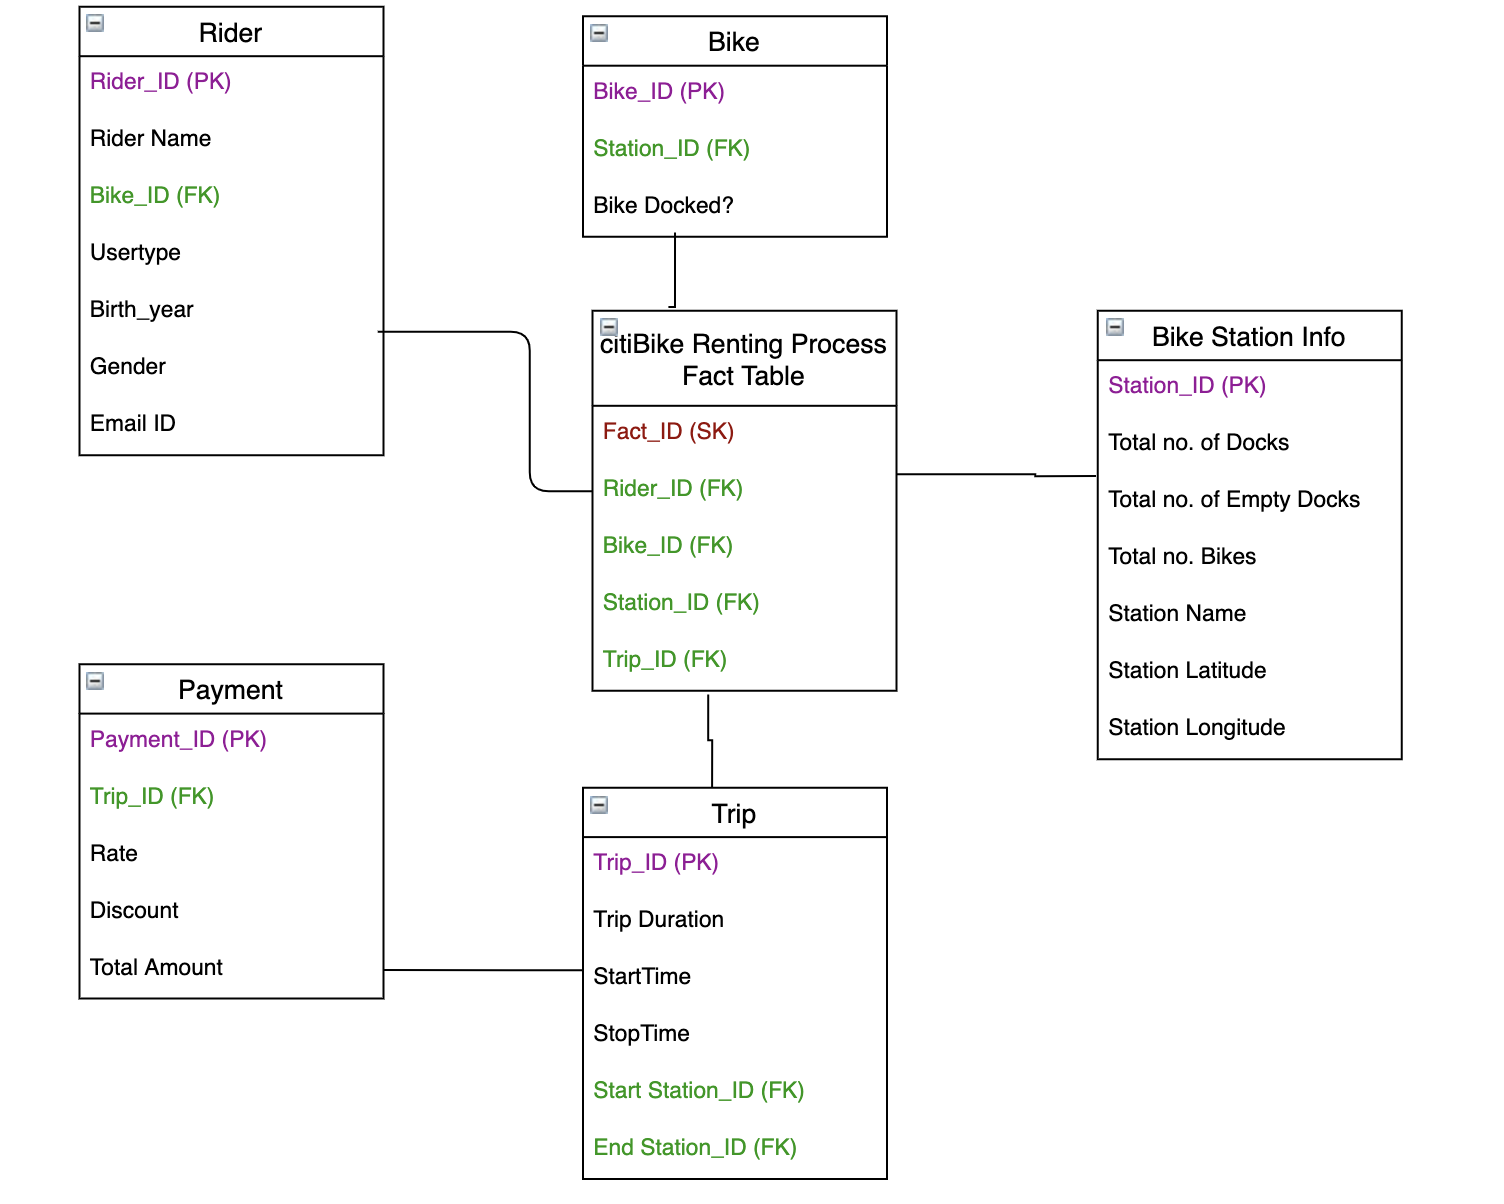 Rider
Rider_ID (PK)
Rider Name
Bike_ID (FK)
Usertype
Birth_year
Gender
Email ID
Bike
Bike_ID (PK)
Station_ID (FK)
Bike Docked?
citiBike Renting Process
Fact Table
Fact_ID (SK)
Rider_ID (FK)
Bike_ID (FK)
Station_ID (FK)
Trip_ID (FK)
Bike Station Info
Station_ID (PK)
Total no. of Docks
Total no. of Empty Docks
Total no. Bikes
Station Name
Station Latitude
Station Longitude
Payment
Payment_ID (PK)
Trip_ID (FK)
Rate
Discount
Total Amount
Trip
Trip_ID (PK)
Trip Duration
StartTime
StopTime
Start Station_ID (FK)
End Station_ID (FK)